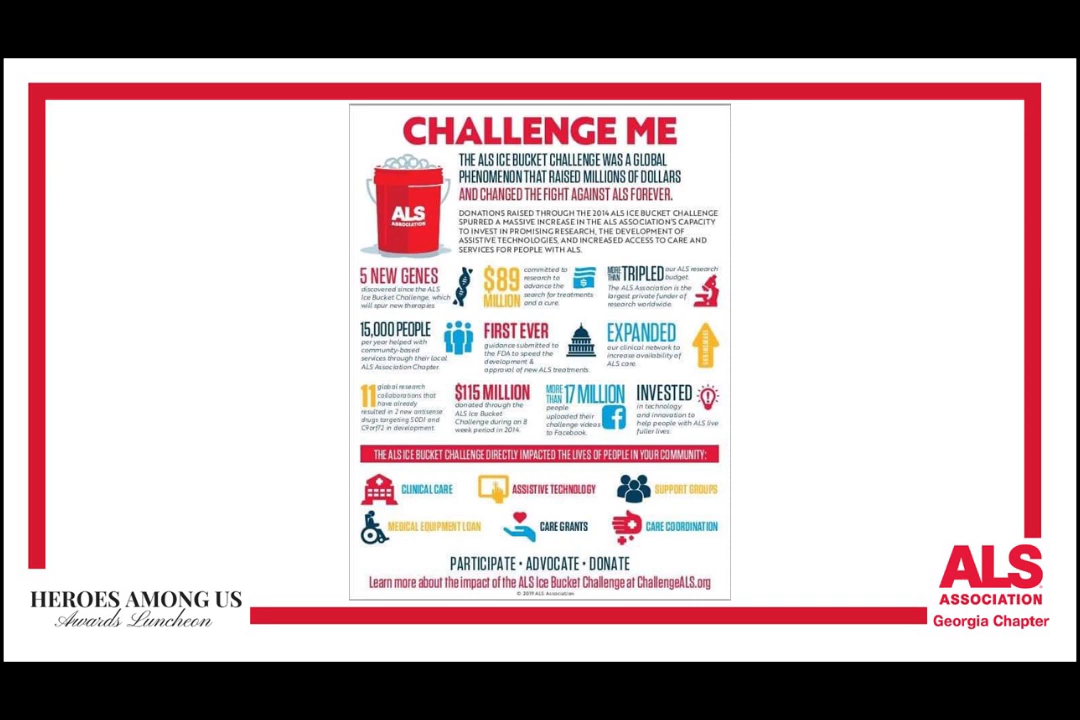 CHALLENGE ME
THE ALS ICE BUCKET CHALLENGE WAS A GLOBAL
PHENOMENON THAT RAISED MILLIONS OF DOLLARS
AND CHANGED THE FIGHT AGAINST ALS FOREVER.
ALS
ASSOCIATION
DONATIONS RAISED THROUGH THE 2014 ALS ICE BUCKET CHALLENGE
SPURRED A MASSIVE INCREASE IN THE ALS ASSOCIATION'S CAPACITY
TO INVEST IN PROMISING RESEARCH, THE DEVELOPMENT OF
ASSISTIVE TECHNOLOGIES, AND INCREASED ACCESS TO CARE AND
SERVICES FOR PEOPLE WITH ALS.
5 NEW GENES
discovered since the ALS
Ice Bucket Challenge, which
will spur new therapies.
$89
MILLION
committed to
research to
advance the
search for treatments
and a cure.
MORE
THAN
TRIPLED
our ALS research
budget.
The ALS Association is the
largest private funder of
research worldwide.
15,000 PEOPLE
per year helped with
community-based
services through their local
ALS Association Chapter.
FIRST EVER
guidance submitted to
the FDA to speed the
development &
approval of new ALS treatments.
EXPANDED
our clinical network to
increase availability of
ALS care.
11
global research
collaborations that
have already
resulted in 2 new antisense
drugs targeting SOD1 and
C9orf72 in development.
$115 MILLION
donated through the
ALS Ice Bucket
Challenge during an 8
week period in 2014.
MORE
THAN
17 MILLION
people
uploaded their
challenge videos
to Facebook.
INVESTED
in technology
and innovation to
help people with ALS live
fuller lives.
THE ALS ICE BUCKET CHALLENGE DIRECTLY IMPACTED THE LIVES OF PEOPLE IN YOUR COMMUNITY:
CLINICAL CARE
ASSISTIVE TECHNOLOGY
SUPPORT GROUPS
MEDICAL EQUIPMENT LOAN
CARE GRANTS
CARE COORDINATION
PARTICIPATE • ADVOCATE • DONATE
Learn more about the impact of the ALS Ice Bucket Challenge at ChallengeALS.org
© 2019 ALS Association
HEROES AMONG US
Awards Luncheon
ALS
ASSOCIATION
Georgia Chapter